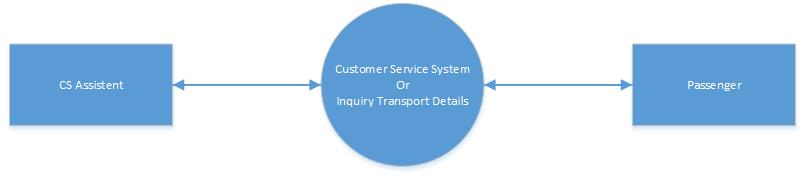 CS Assistent
Customer Service System
Or
Inquiry Transport Details
Passenger